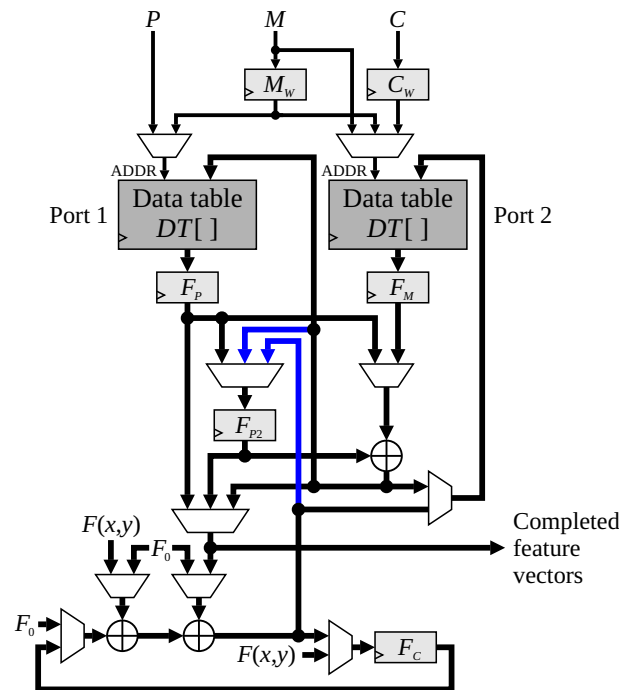 P M C
M_W C_W
ADDR ADDR
Port 1 Data table Data table Port 2
DT[ ] DT[ ]
F_P F_M
F_P2
F(x,y) F_0
Completed
feature
vectors
F_0
F(x,y) F_C